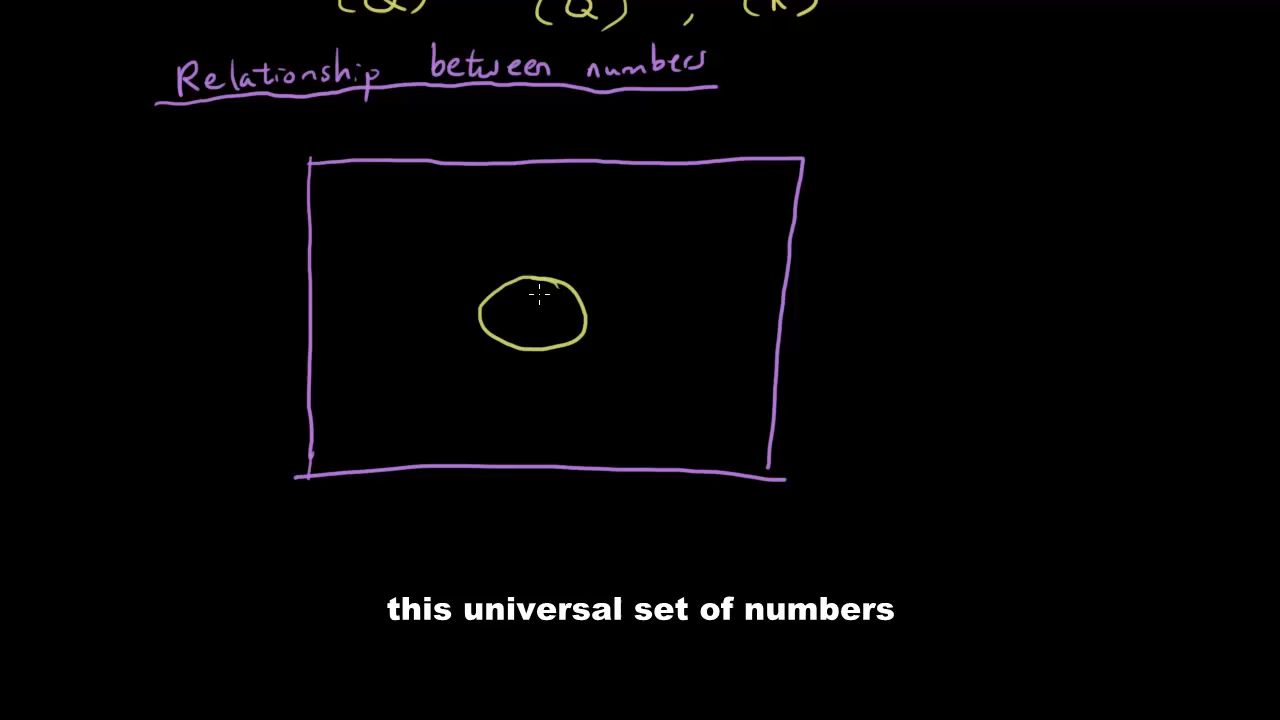 (Q) (Q) , (R)
Relationship between numbers
this universal set of numbers